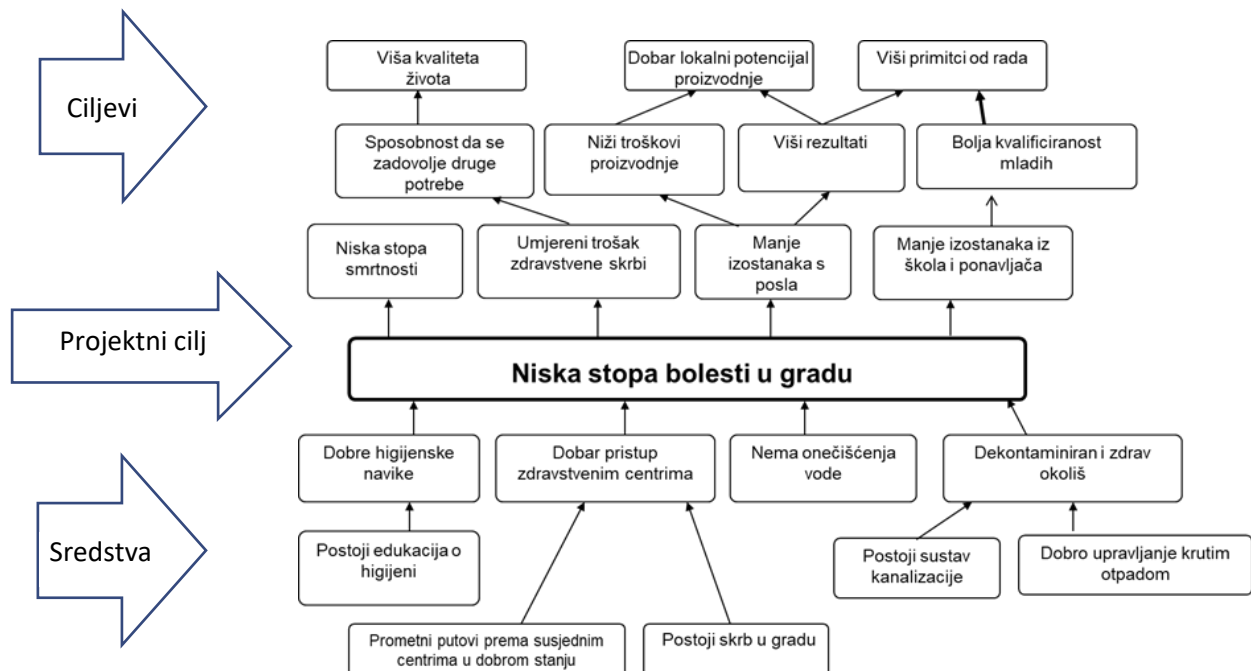 Ciljevi
Viša kvaliteta
života
Dobar lokalni potencijal
proizvodnje
Viši primitci od rada
Sposobnost da se
zadovolje druge
potrebe
Niži troškovi
proizvodnje
Viši rezultati
Bolja kvalificiranost
mladih
Niska stopa
smrtnosti
Umjereni trošak
zdravstvene skrbi
Manje
izostanaka s
posla
Manje izostanaka iz
škola i ponavljača
Projektni cilj
Niska stopa bolesti u gradu
Dobre higijenske
navike
Dobar pristup
zdravstvenim centrima
Nema onečišćenja
vode
Dekontaminiran i zdrav
okoliš
Sredstva
Postoji edukacija o
higijeni
Postoji sustav
kanalizacije
Dobro upravljanje krutim
otpadom
Prometni putovi prema susjednim
centrima u dobrom stanju
Postoji skrb u gradu